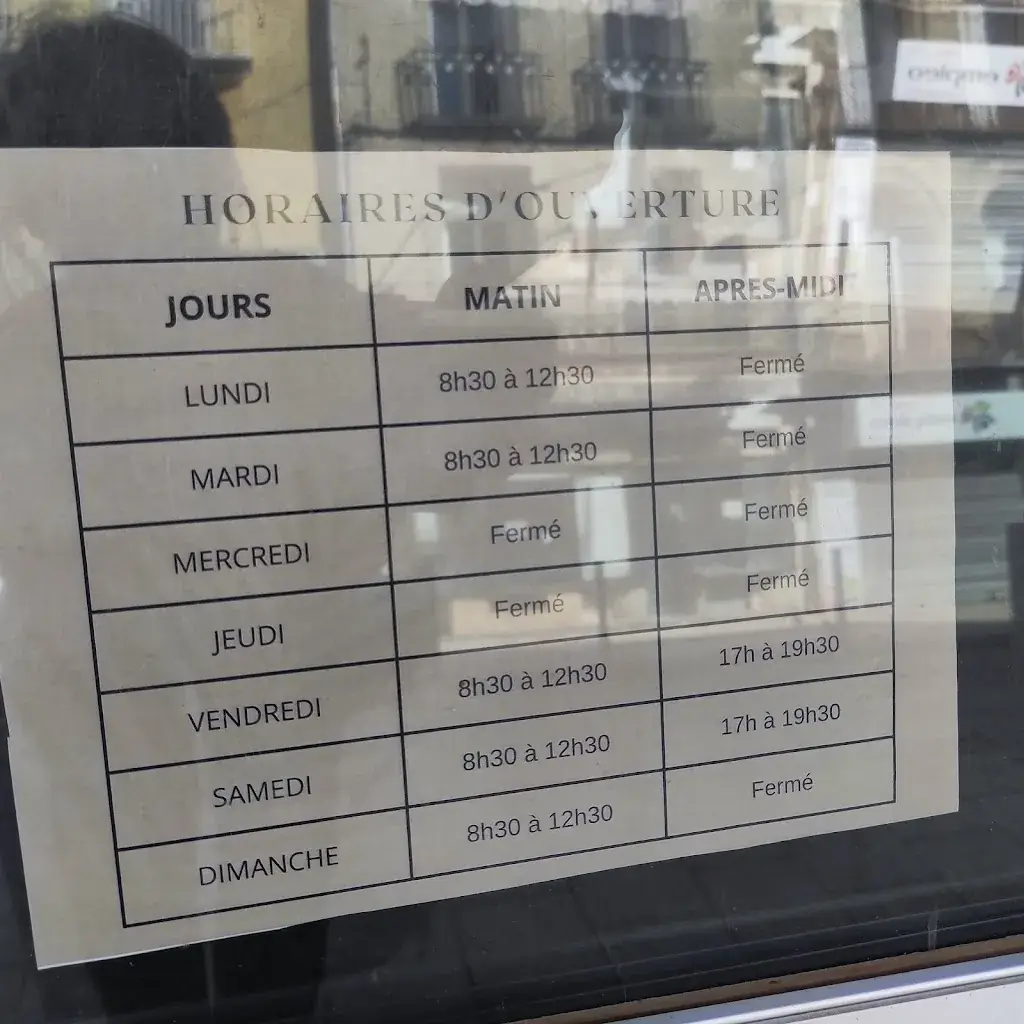 HORAIRES D'OUVERTURE
JOURS MATIN APRES-MIDI
LUNDI 8h30 à 12h30 Fermé
MARDI 8h30 à 12h30 Fermé
MERCREDI Fermé Fermé
JEUDI Fermé Fermé
VENDREDI 8h30 à 12h30 17h à 19h30
SAMEDI 8h30 à 12h30 17h à 19h30
DIMANCHE 8h30 à 12h30 Fermé